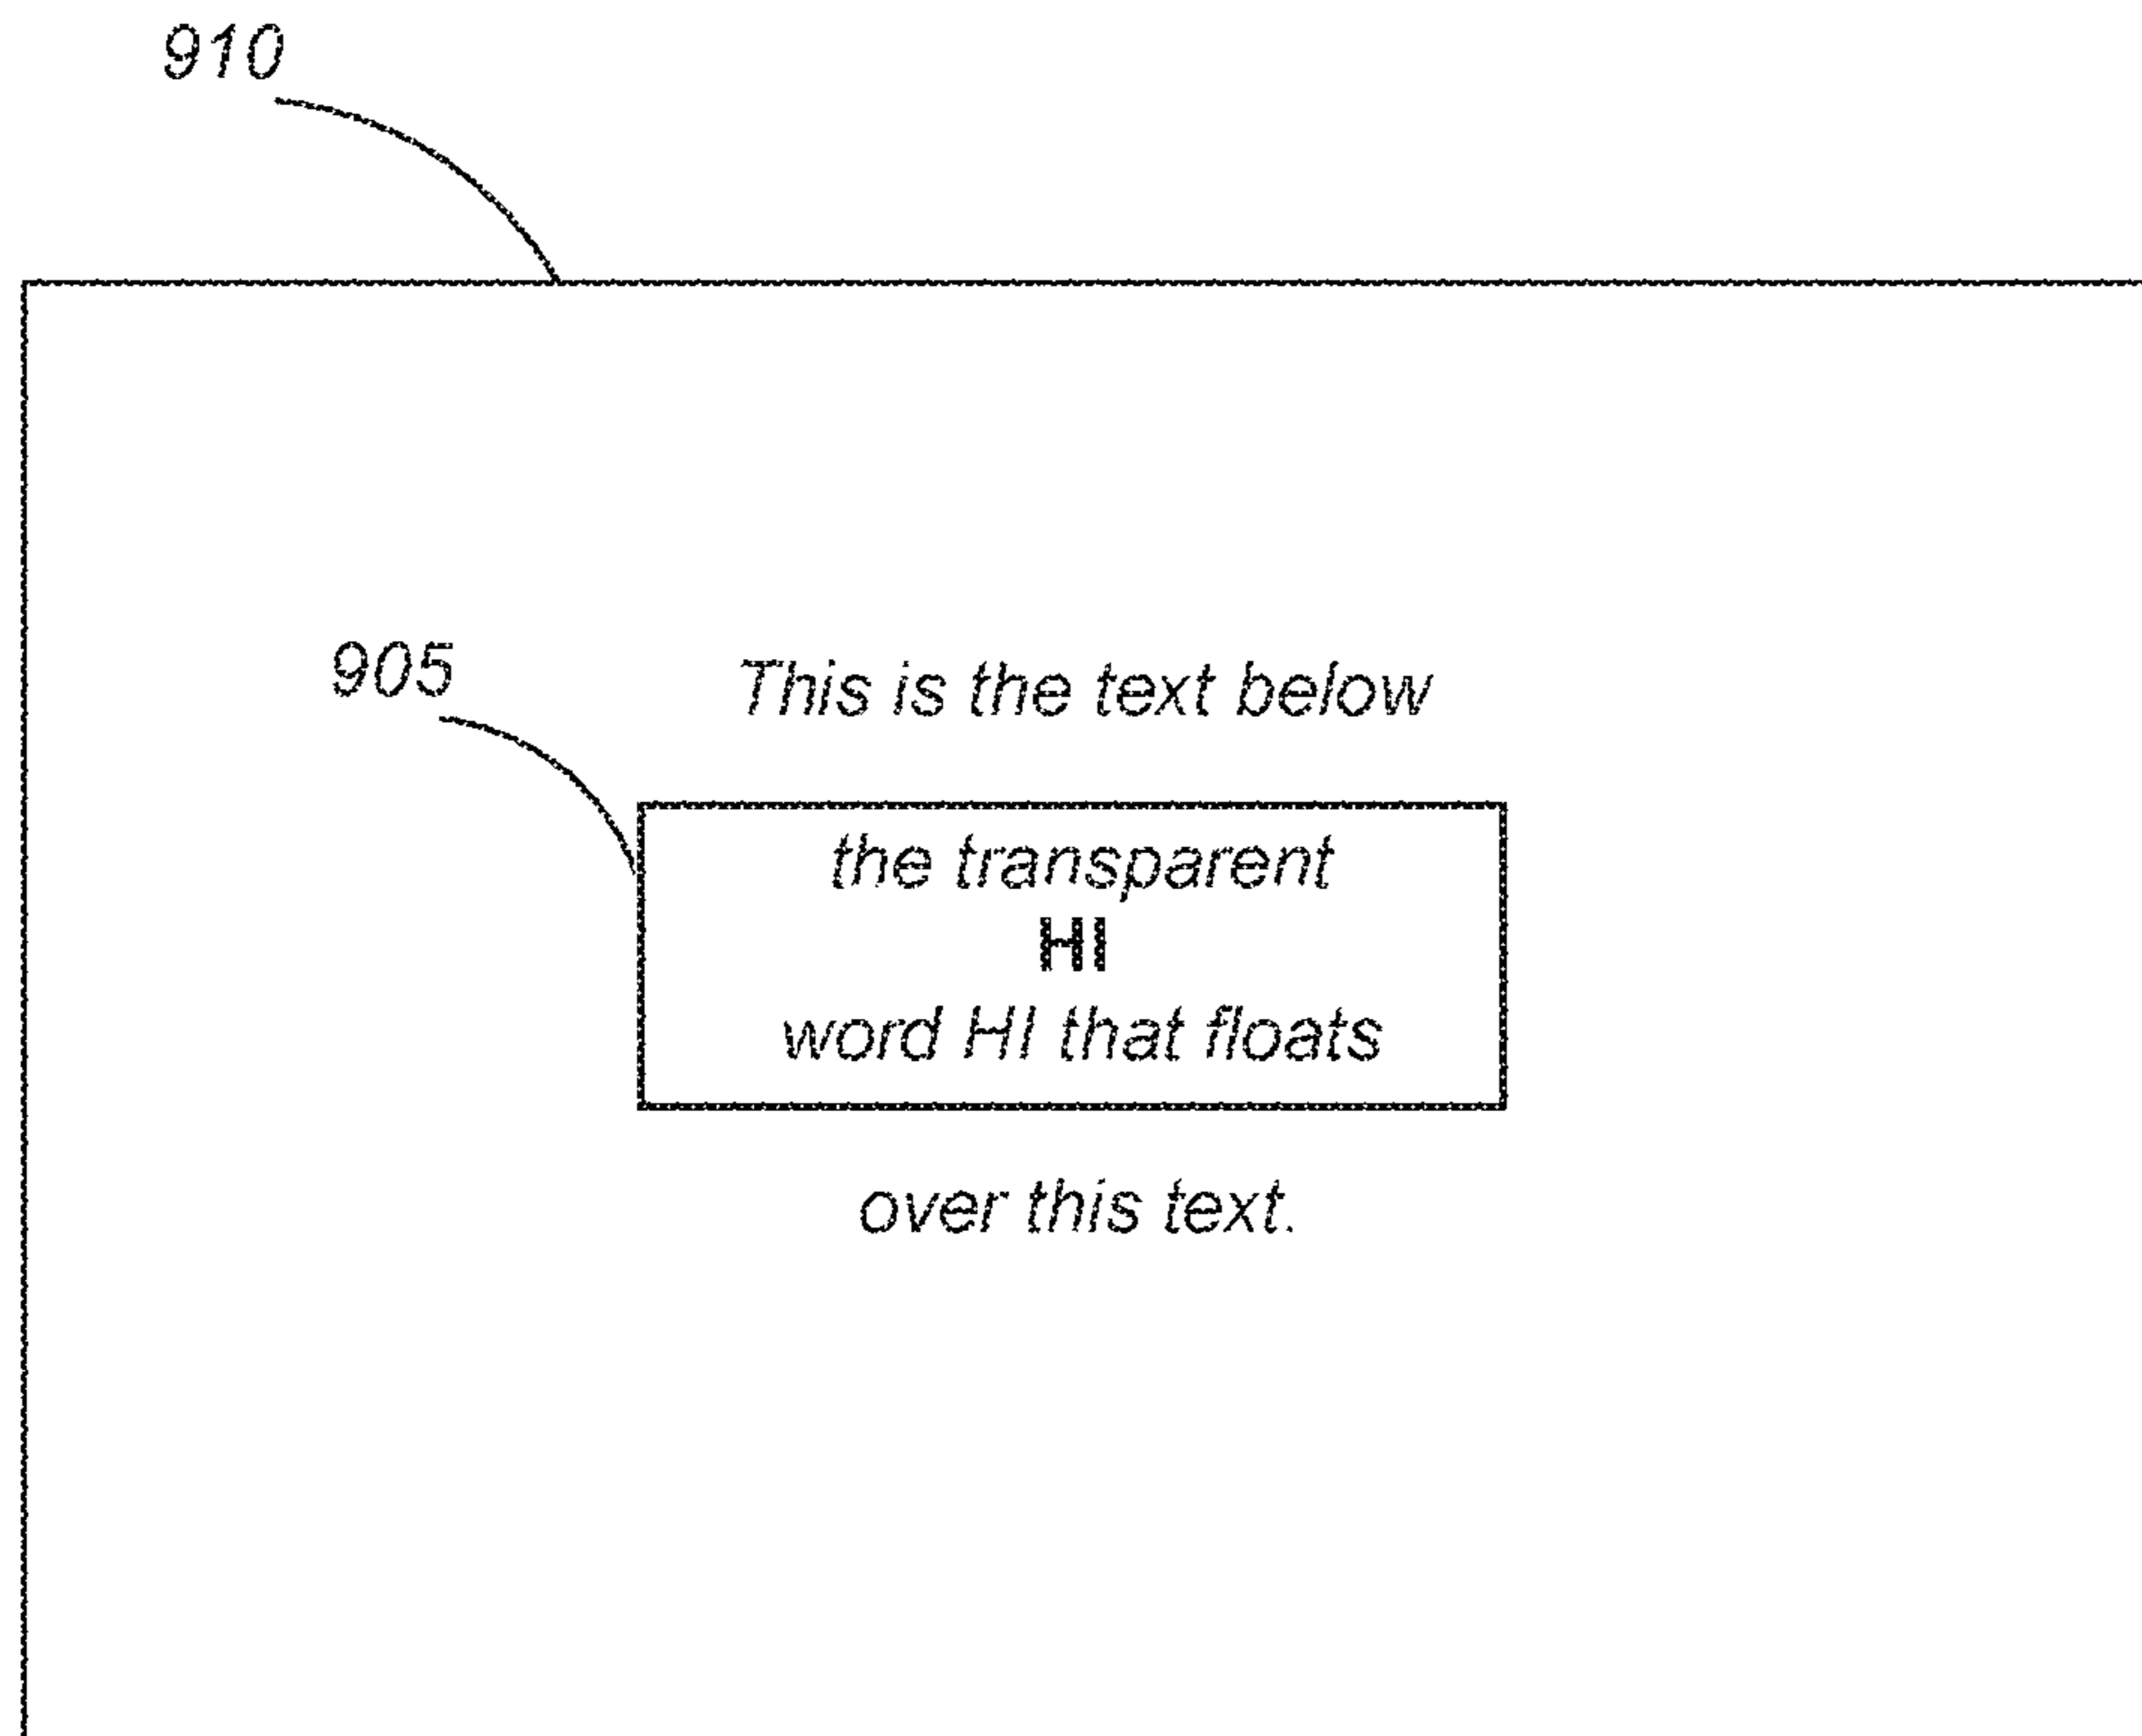 910
905
This is the text below
the transparent
HI
word HI that floats
over this text.